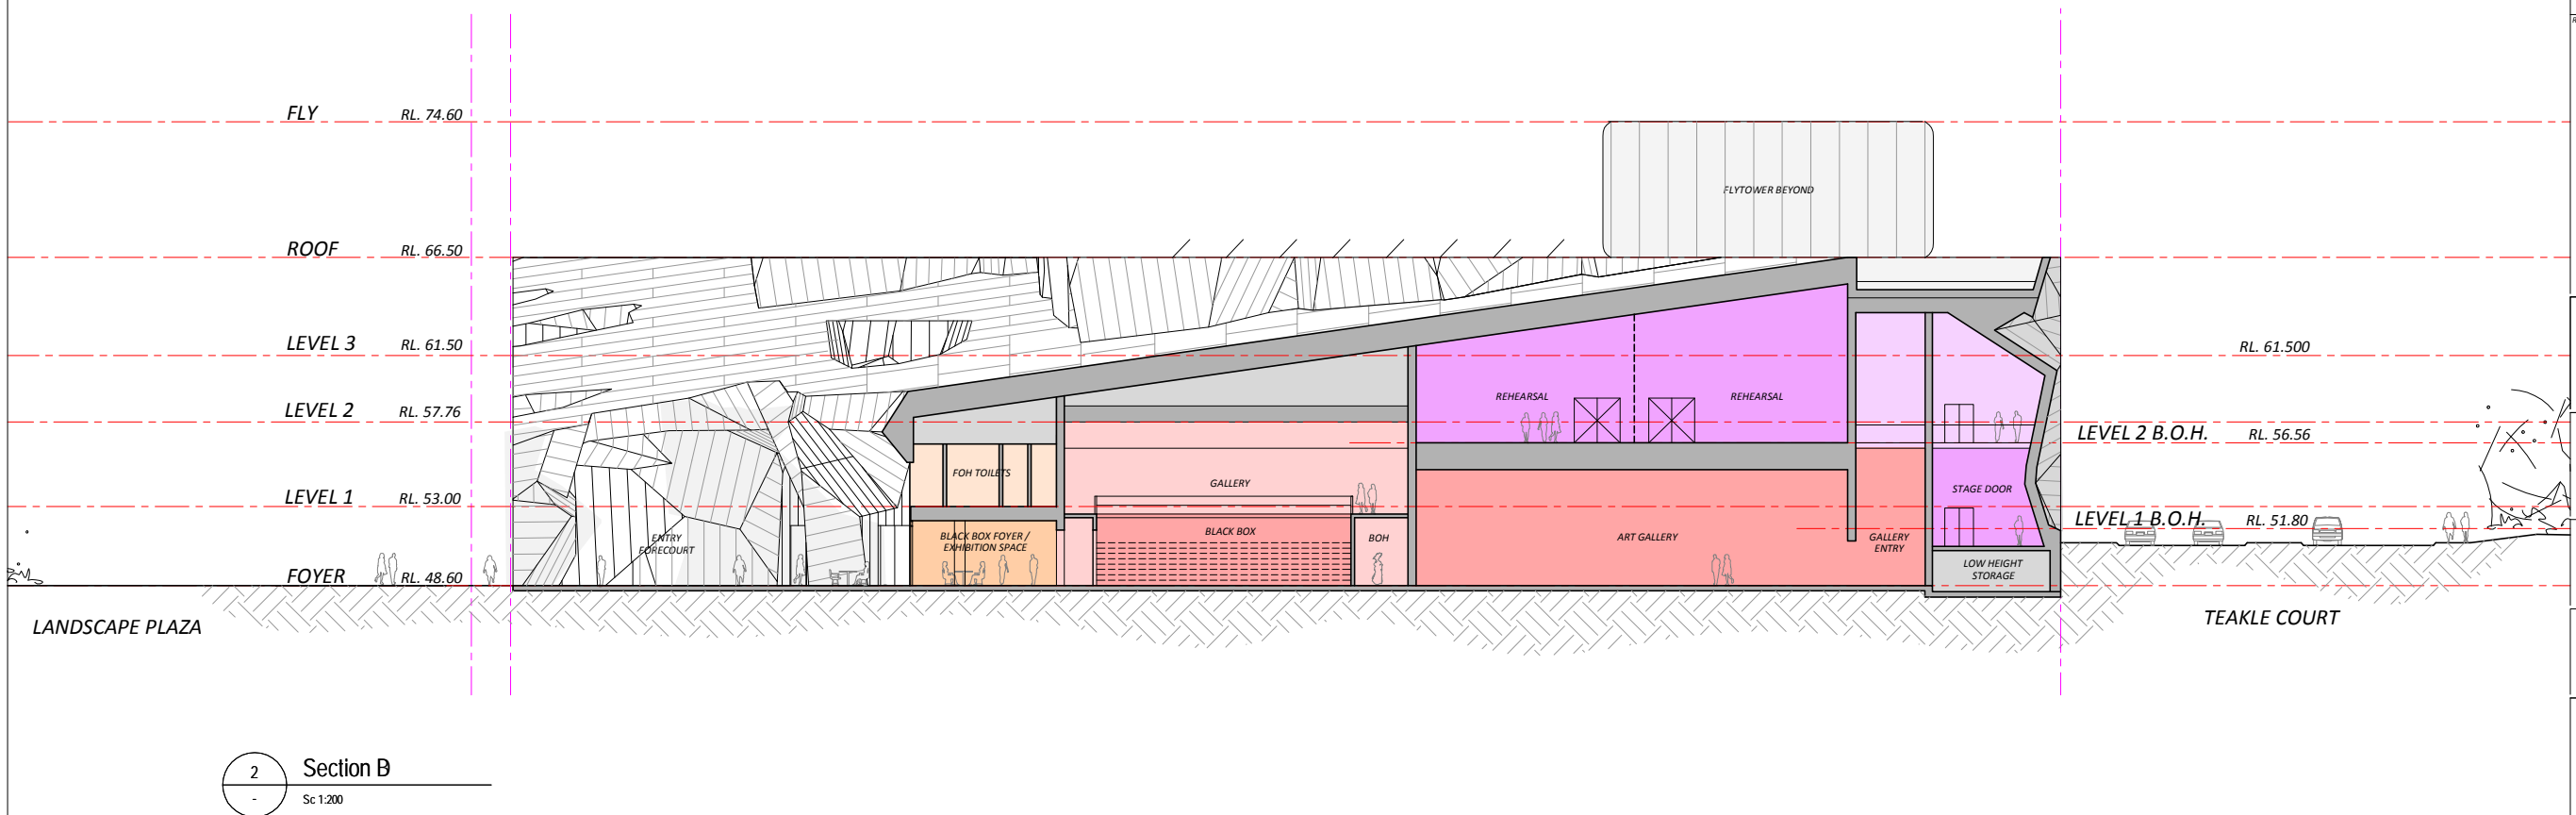 FLY RL. 74.60
FLYTOWER BEYOND
ROOF RL. 66.50
LEVEL 3 RL. 61.50
RL. 61.500
LEVEL 2 RL. 57.76
REHEARSAL
REHEARSAL
LEVEL 2 B.O.H. RL. 56.56
FOH TOILETS
GALLERY
STAGE DOOR
LEVEL 1 RL. 53.00
LEVEL 1 B.O.H. RL. 51.80
ENTRY
FORECOURT
BLACK BOX FOYER /
EXHIBITION SPACE
BLACK BOX
BOH
ART GALLERY
GALLERY
ENTRY
LOW HEIGHT
STORAGE
FOYER RL. 48.60
LANDSCAPE PLAZA
TEAKLE COURT
2
-
Section B
Sc 1:200